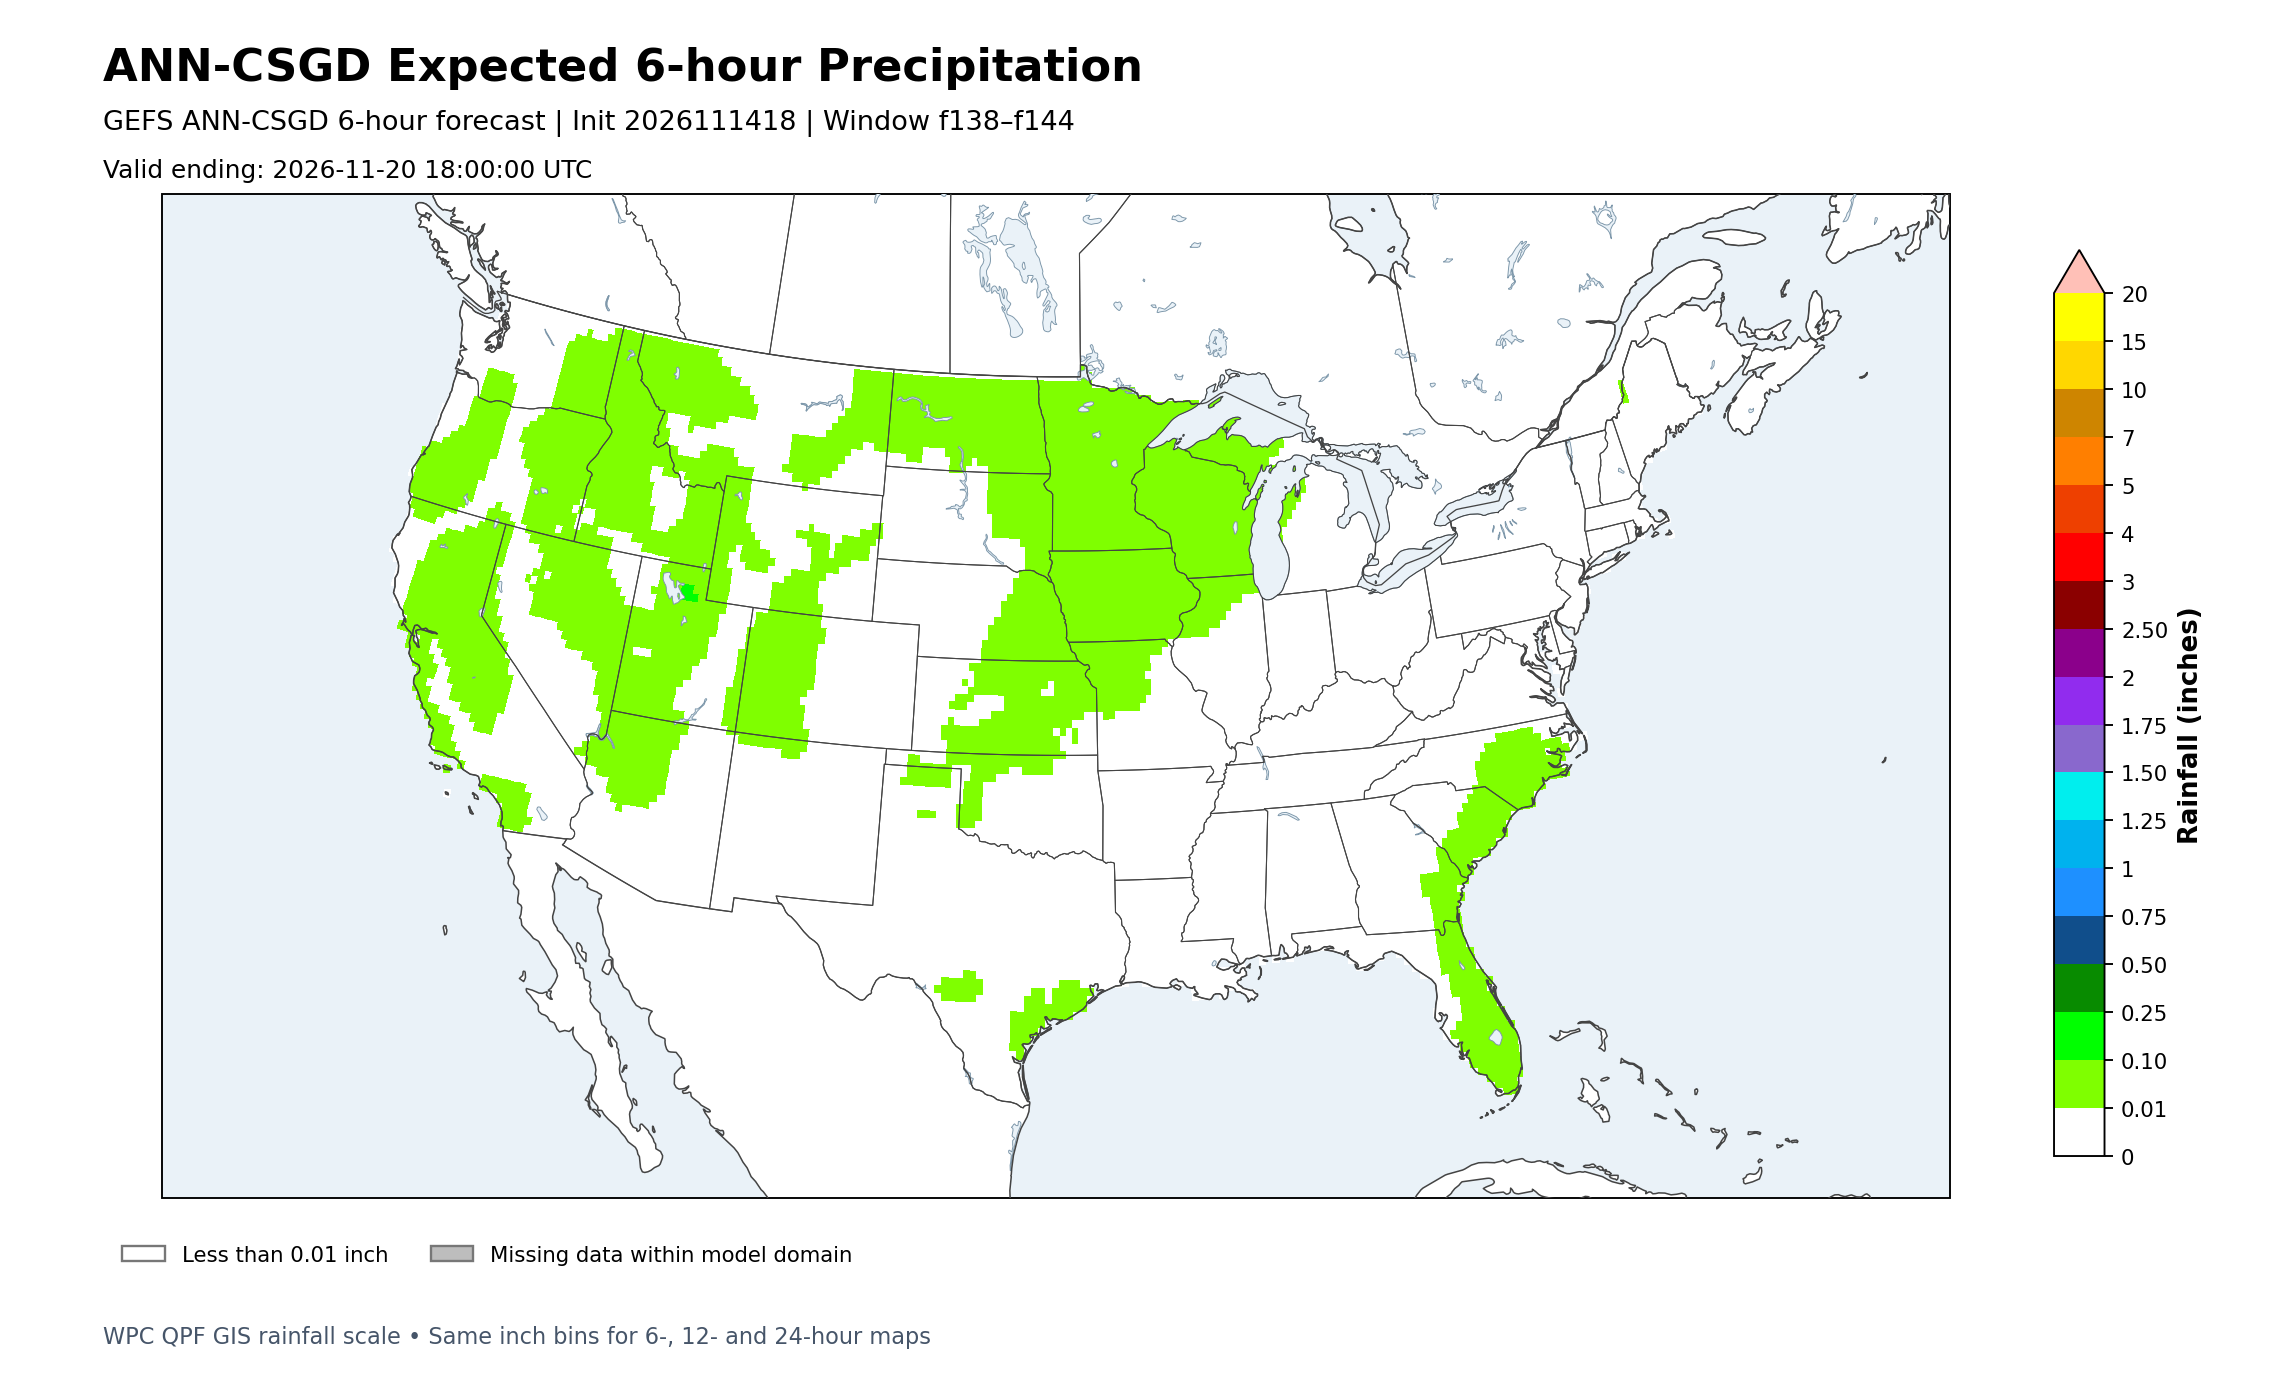 ANN-CSGD Expected 6-hour Precipitation
GEFS ANN-CSGD 6-hour forecast | Init 2026111418 | Window f138–f144
Valid ending: 2026-11-20 18:00:00 UTC
20
15
10
7
5
4
3
2.50
2
1.75
1.50
1.25
1
0.75
0.50
0.25
0.10
0.01
0
Rainfall (inches)
Less than 0.01 inch
Missing data within model domain
WPC QPF GIS rainfall scale • Same inch bins for 6-, 12- and 24-hour maps